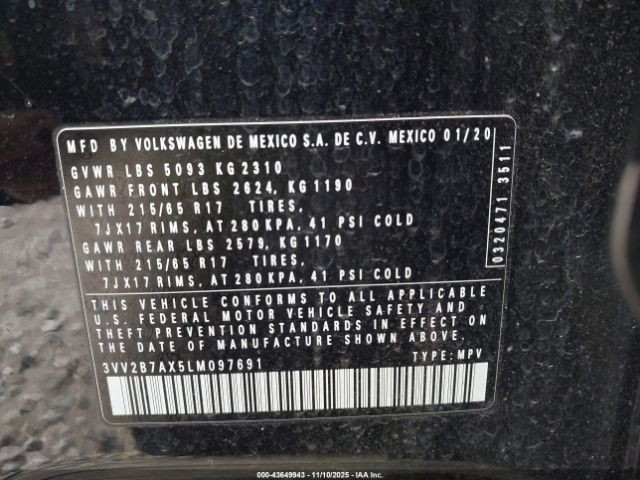 MFD BY VOLKSWAGEN DE MEXICO S.A. DE C.V. MEXICO 01/20
GVWR LBS 5093 KG 2310
GAWR FRONT LBS 2624, KG 1190
WITH 215/65 R17 TIRES,
7JX17 RIMS, AT 280 KPA, 41 PSI COLD
GAWR REAR LBS 2579, KG 1170
WITH 215/65 R17 TIRES,
7JX17 RIMS, AT 280 KPA, 41 PSI COLD
THIS VEHICLE CONFORMS TO ALL APPLICABLE
U.S. FEDERAL MOTOR VEHICLE SAFETY AND
THEFT PREVENTION STANDARDS IN EFFECT ON
THE DATE OF MANUFACTURE SHOWN ABOVE.
3VV2B7AX5LM097691 TYPE: MPV
0320471 3511
000-43649943 - 11/10/2025 - IAA Inc.